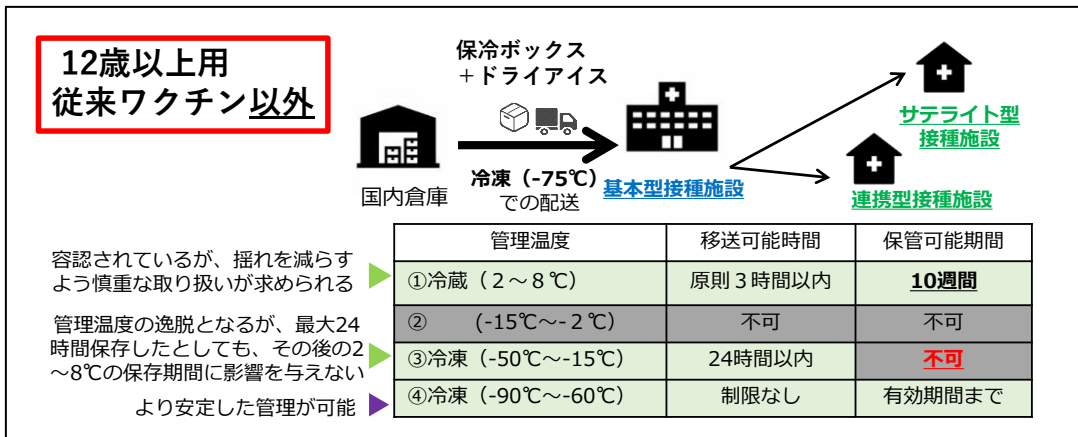 12歳以上用
従来ワクチン以外
保冷ボックス
+ドライアイス
国内倉庫
冷凍（-75℃）
での配送
基本型接種施設
サテライト型
接種施設
連携型接種施設
管理温度 移送可能時間 保管可能期間
容認されているが、揺れを減らす
よう慎重な取り扱いが求められる
①冷蔵（２～８℃） 原則３時間以内 10週間
② (-15℃～-２℃) 不可 不可
管理温度の逸脱となるが、最大24
時間保存したとしても、その後の2
～8℃の保存期間に影響を与えない
③冷凍（-50℃～-15℃） 24時間以内 不可
より安定した管理が可能
④冷凍（-90℃～-60℃） 制限なし 有効期間まで